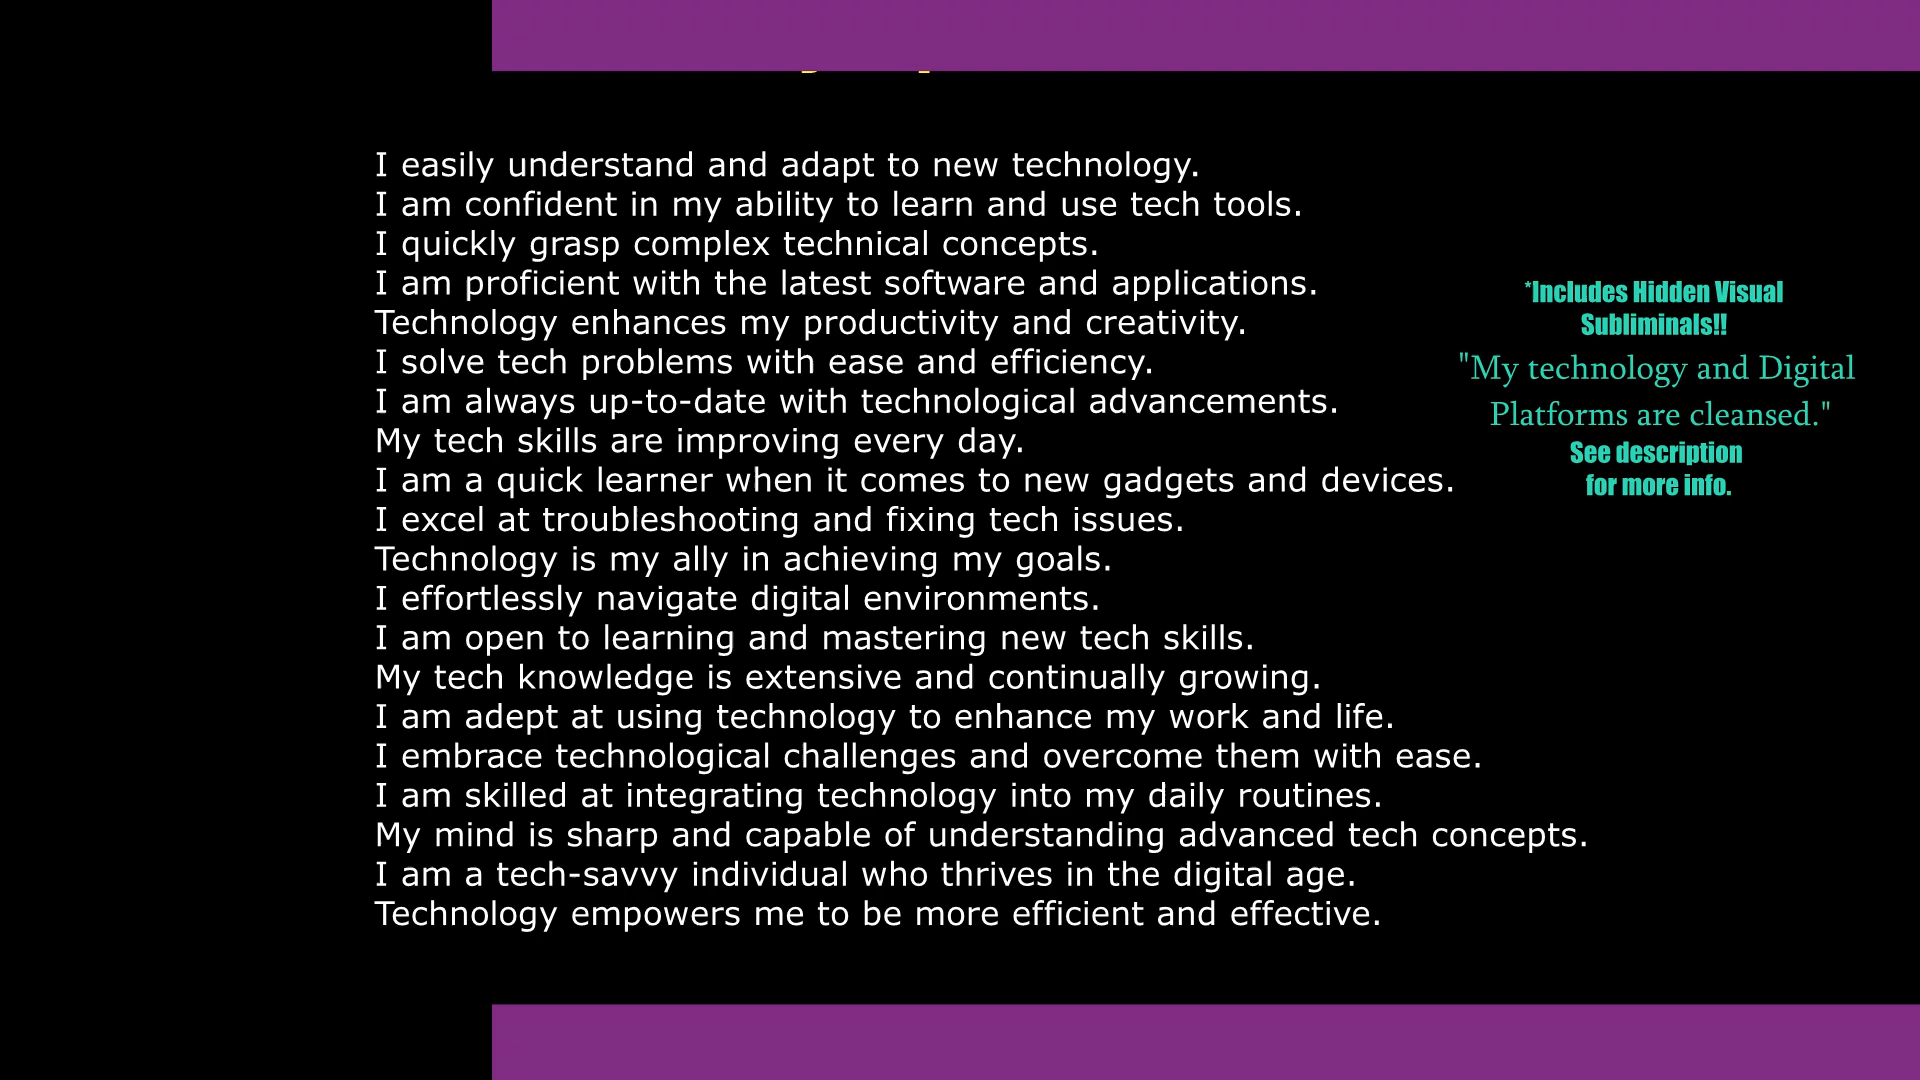 I easily understand and adapt to new technology.
I am confident in my ability to learn and use tech tools.
I quickly grasp complex technical concepts.
I am proficient with the latest software and applications.
Technology enhances my productivity and creativity.
I solve tech problems with ease and efficiency.
I am always up-to-date with technological advancements.
My tech skills are improving every day.
I am a quick learner when it comes to new gadgets and devices.
I excel at troubleshooting and fixing tech issues.
Technology is my ally in achieving my goals.
I effortlessly navigate digital environments.
I am open to learning and mastering new tech skills.
My tech knowledge is extensive and continually growing.
I am adept at using technology to enhance my work and life.
I embrace technological challenges and overcome them with ease.
I am skilled at integrating technology into my daily routines.
My mind is sharp and capable of understanding advanced tech concepts.
I am a tech-savvy individual who thrives in the digital age.
Technology empowers me to be more efficient and effective.
*Includes Hidden Visual
Subliminals!!
"My technology and Digital
Platforms are cleansed."
See description
for more info.